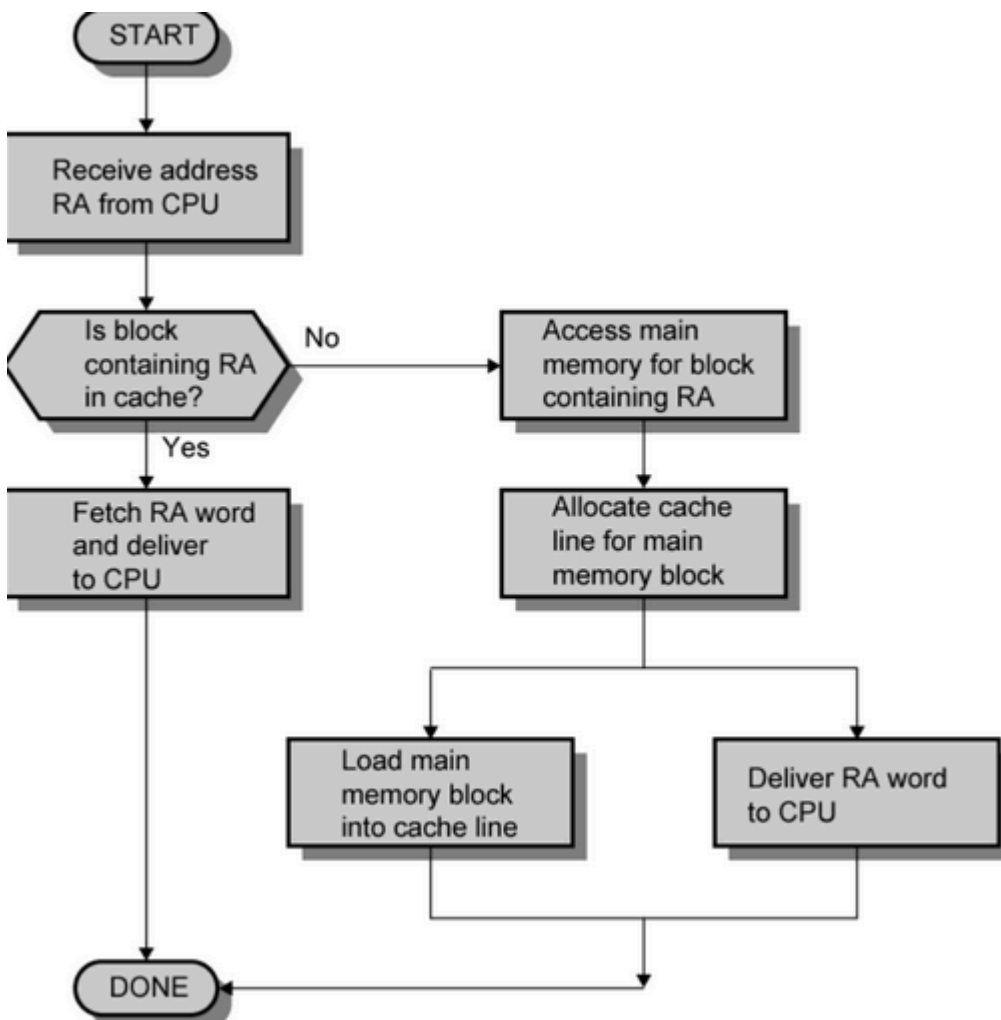 START
Receive address
RA from CPU
Is block
containing RA
in cache?
No
Yes
Access main
memory for block
containing RA
Fetch RA word
and deliver
to CPU
Allocate cache
line for main
memory block
Load main
memory block
into cache line
Deliver RA word
to CPU
DONE